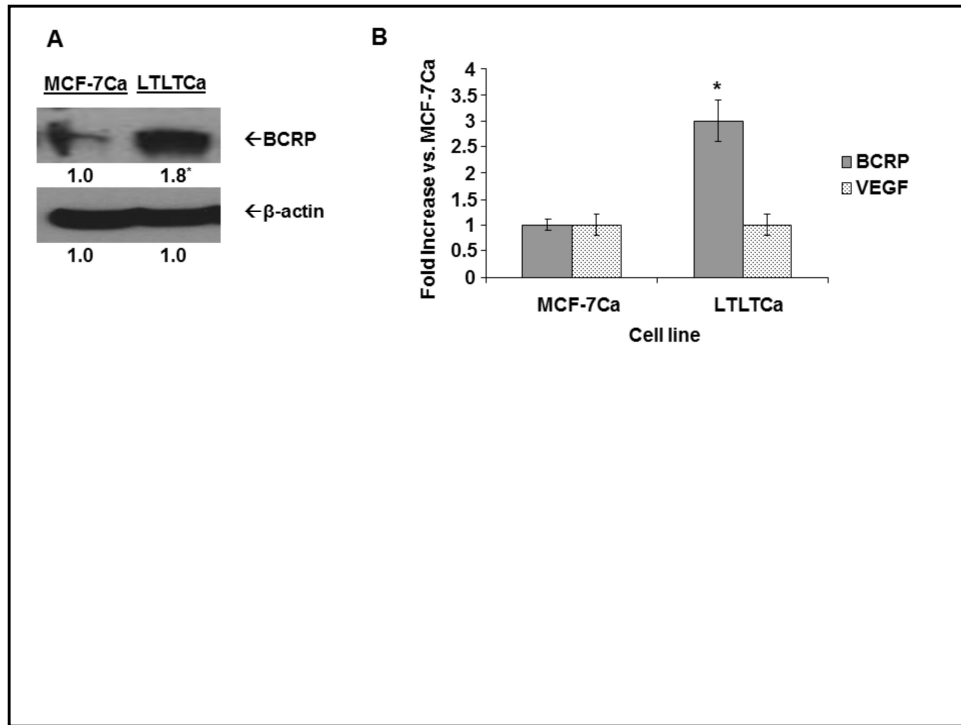 A
MCF-7Ca LTLTCa
←BCRP
1.0 1.8*
←β-actin
1.0 1.0
B
Fold Increase vs. MCF-7Ca
4
3.5
3
2.5
2
1.5
1
0.5
0
*
MCF-7Ca LTLTCa
Cell line
BCRP
VEGF